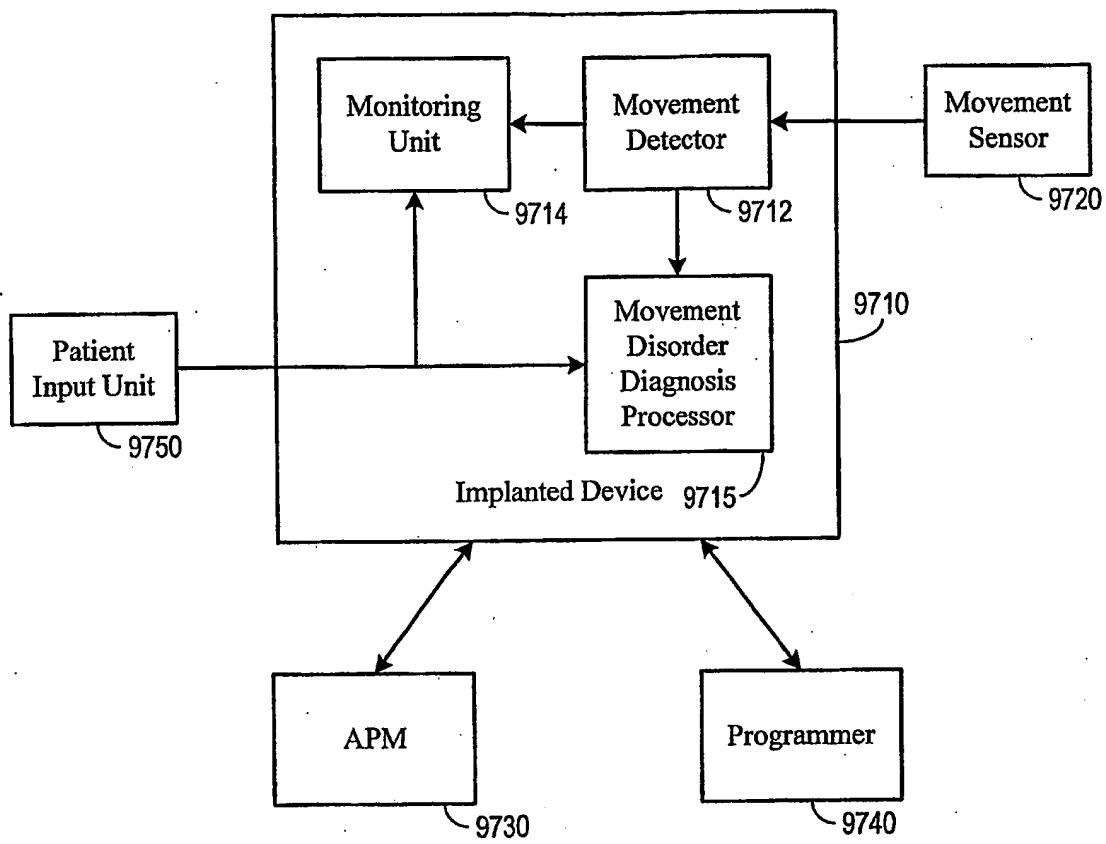 Monitoring
Unit
9714
Movement
Detector
9712
Movement
Sensor
9720
Movement
Disorder
Diagnosis
Processor
9715
9710
Patient
Input Unit
9750
Implanted Device
APM
9730
Programmer
9740